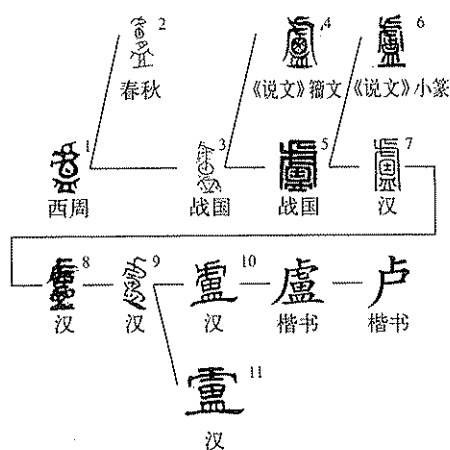 2 4 6
春秋 《说文》籀文 《说文》小篆
1 3 5 7
西周 战国 战国 汉
8 9 10 盧 卢
汉 汉 汉 楷书 楷书
11
汉